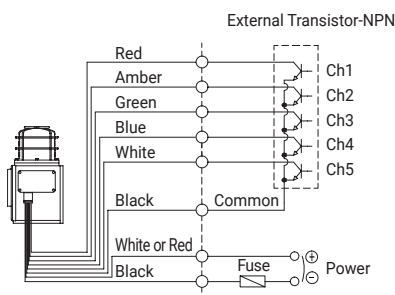 External Transistor-NPN
Red
Ch1
Amber
Ch2
Green
Ch3
Blue
Ch4
White
Ch5
Black
Common
White or Red
+
Fuse
Power
Black
-